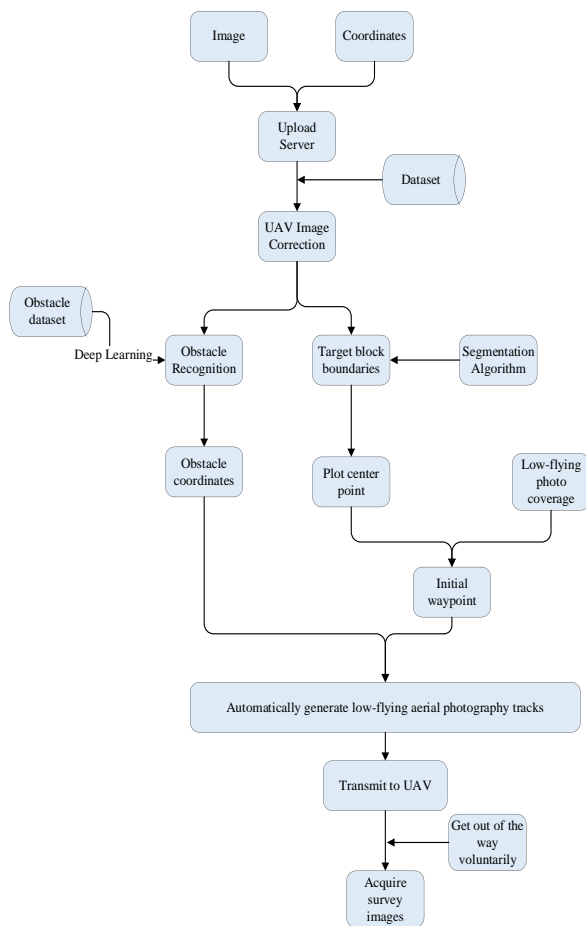 Image
Coordinates
Upload
Server
Dataset
UAV Image
Correction
Obstacle
dataset
Deep Learning
Obstacle
Recognition
Target block
boundaries
Segmentation
Algorithm
Obstacle
coordinates
Plot center
point
Low-flying
photo
coverage
Initial
waypoint
Automatically generate low-flying aerial photography tracks
Transmit to UAV
Get out of the
way
voluntarily
Acquire
survey
images